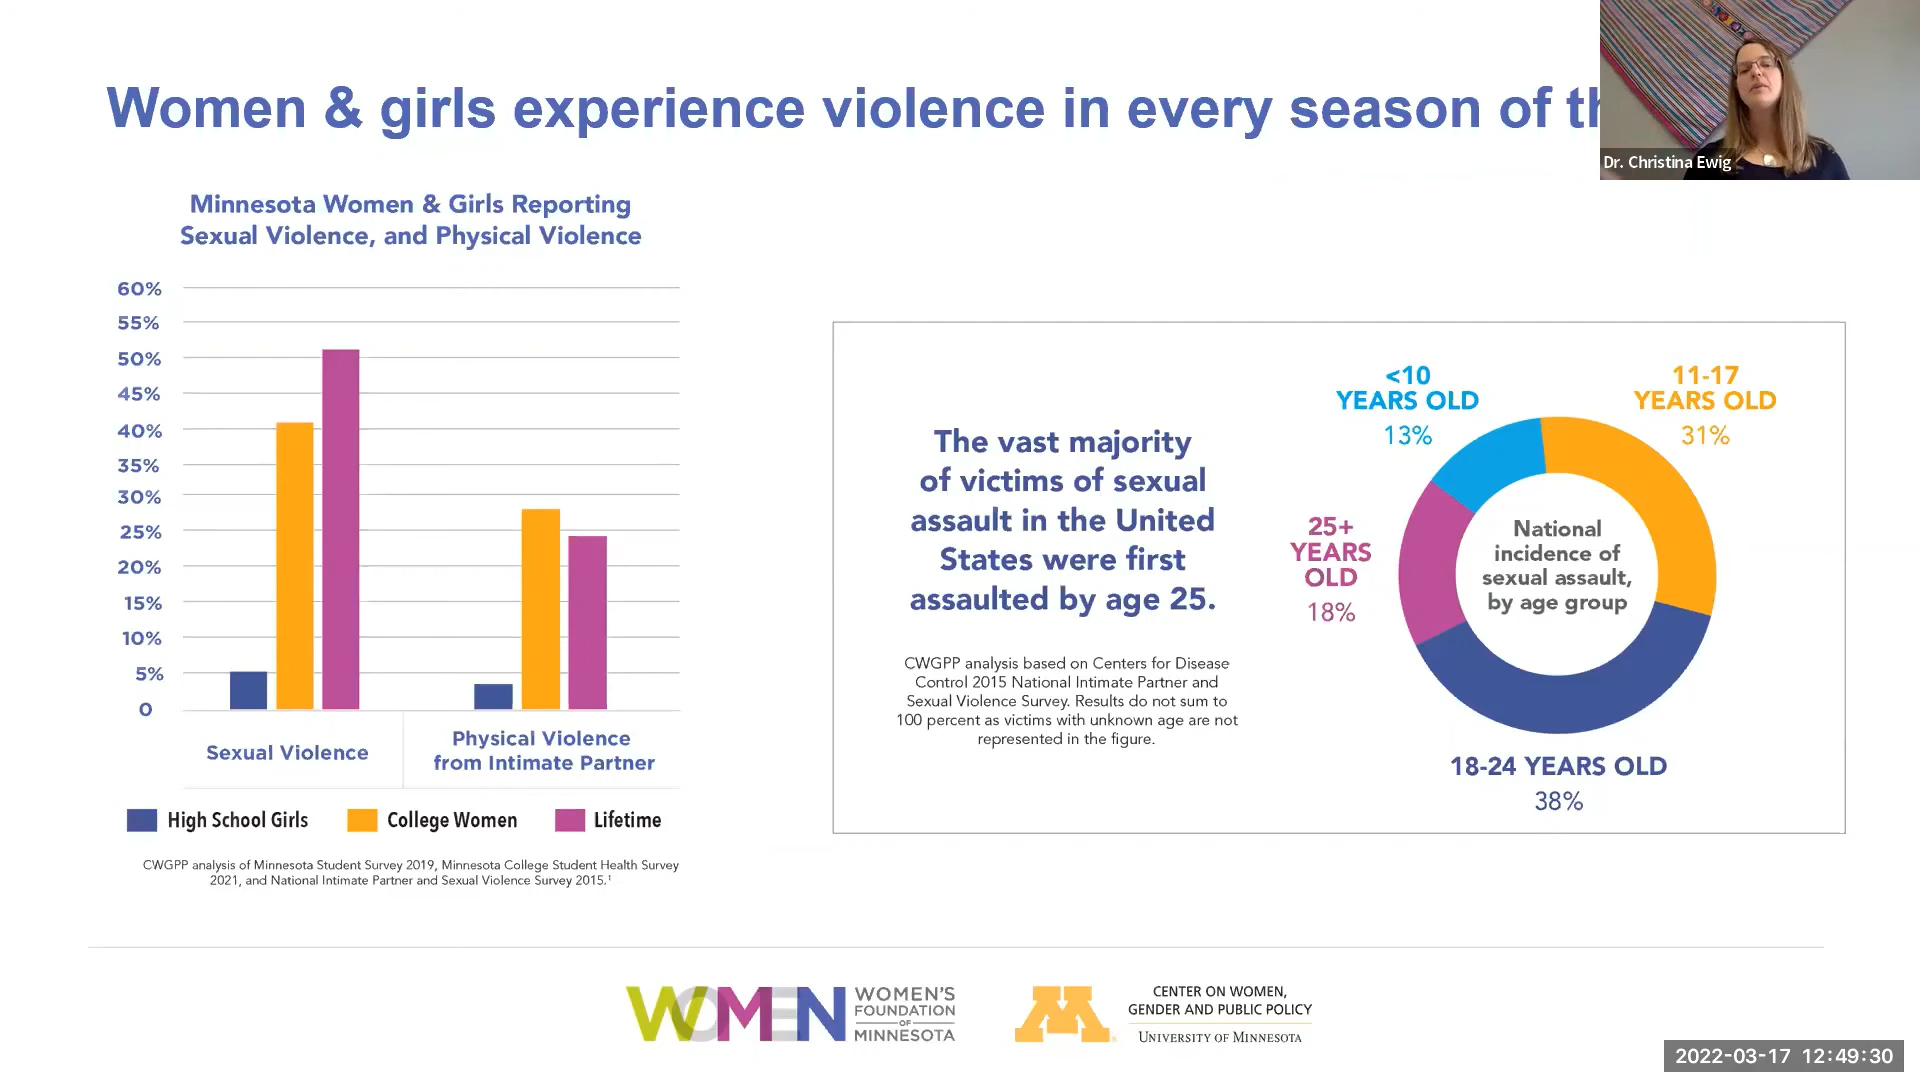 Women & girls experience violence in every season of th
Dr. Christina Ewig
Minnesota Women & Girls Reporting
Sexual Violence, and Physical Violence
60%
55%
50%
45%
40%
35%
30%
25%
20%
15%
10%
5%
0
Sexual Violence
Physical Violence
from Intimate Partner
High School Girls
College Women
Lifetime
CWGPP analysis of Minnesota Student Survey 2019, Minnesota College Student Health Survey
2021, and National Intimate Partner and Sexual Violence Survey 2015.¹
The vast majority
of victims of sexual
assault in the United
States were first
assaulted by age 25.
CWGPP analysis based on Centers for Disease
Control 2015 National Intimate Partner and
Sexual Violence Survey. Results do not sum to
100 percent as victims with unknown age are not
represented in the figure.
<10
YEARS OLD
13%
11-17
YEARS OLD
31%
25+
YEARS
OLD
18%
National
incidence of
sexual assault,
by age group
18-24 YEARS OLD
38%
WOMEN
WOMEN'S
FOUNDATION
OF
MINNESOTA
M
CENTER ON WOMEN,
GENDER AND PUBLIC POLICY
UNIVERSITY OF MINNESOTA
2022-03-17 12:49:30